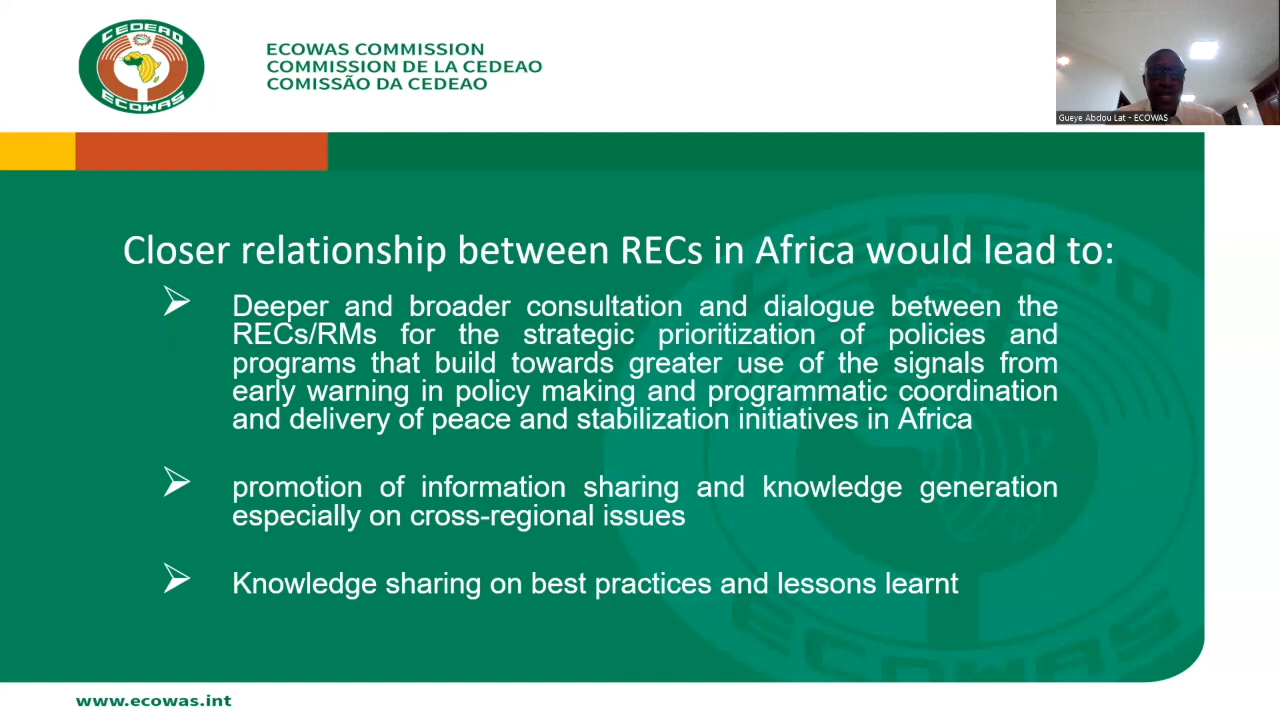 CEDEAO
ECOWAS
ECOWAS COMMISSION
COMMISSION DE LA CEDEAO
COMISSÃO DA CEDEAO
Gueye Abdou Lat - ECOWAS
Closer relationship between RECs in Africa would lead to:
Deeper and broader consultation and dialogue between the
RECs/RMs for the strategic prioritization of policies and
programs that build towards greater use of the signals from
early warning in policy making and programmatic coordination
and delivery of peace and stabilization initiatives in Africa
promotion of information sharing and knowledge generation
especially on cross-regional issues
Knowledge sharing on best practices and lessons learnt
CEDEAO
ECOWAS
www.ecowas.int